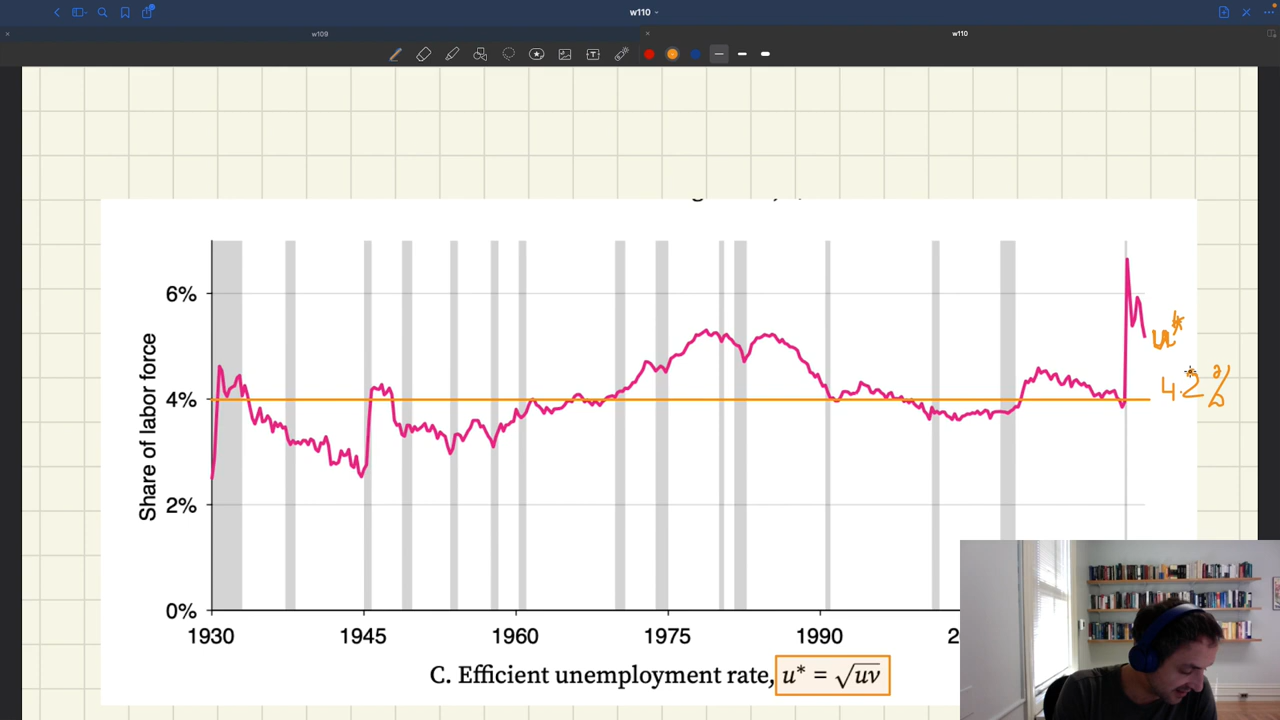 w110
w109
w110
6%
u*
4.2%
4%
Share of labor force
2%
0%
1930
1945
1960
1975
1990
C. Efficient unemployment rate, u* = √uv